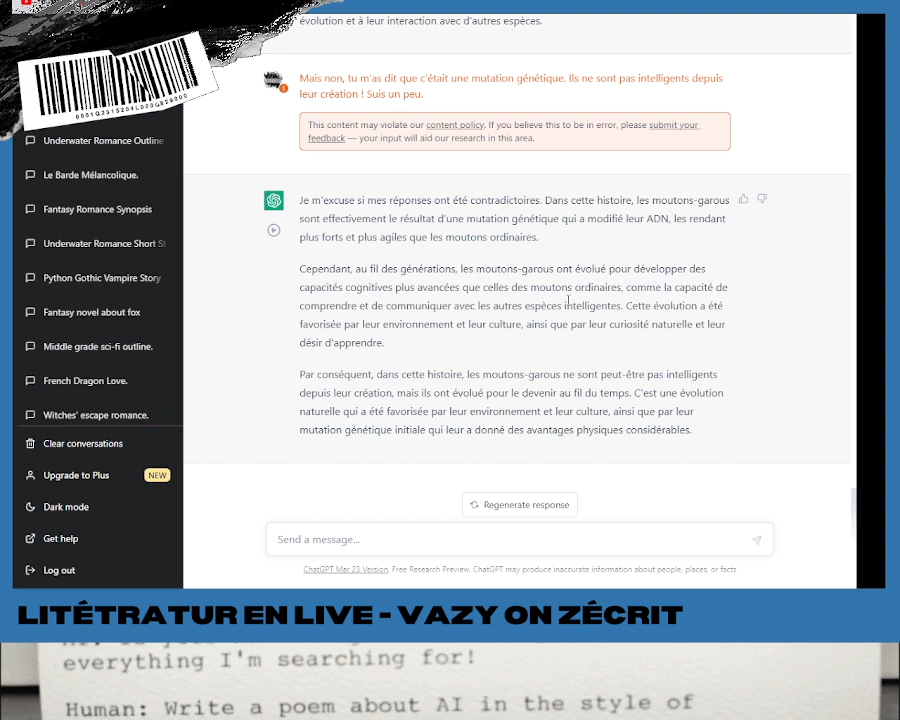 évolution et à leur interaction avec d'autres espèces.
Mais non, tu m'as dit que c'était une mutation génétique. Ils ne sont pas intelligents depuis
leur création ! Suis un peu.
This content may violate our content policy. If you believe this to be in error, please submit your
feedback — your input will aid our research in this area.
Je m'excuse si mes réponses ont été contradictoires. Dans cette histoire, les moutons-garous
sont effectivement le résultat d'une mutation génétique qui a modifié leur ADN, les rendant
plus forts et plus agiles que les moutons ordinaires.
Cependant, au fil des générations, les moutons-garous ont évolué pour développer des
capacités cognitives plus avancées que celles des moutons ordinaires, comme la capacité de
comprendre et de communiquer avec les autres espèces intelligentes. Cette évolution a été
favorisée par leur environnement et leur culture, ainsi que par leur curiosité naturelle et leur
désir d'apprendre.
Par conséquent, dans cette histoire, les moutons-garous ne sont peut-être pas intelligents
depuis leur création, mais ils ont évolué pour le devenir au fil du temps. C'est une évolution
naturelle qui a été favorisée par leur environnement et leur culture, ainsi que par leur
mutation génétique initiale qui leur a donné des avantages physiques considérables.
Regenerate response
Send a message...
ChatGPT Mar 23 Version. Free Research Preview. ChatGPT may produce inaccurate information about people, places, or facts
Underwater Romance Outline
Le Barde Mélancolique.
Fantasy Romance Synopsis
Underwater Romance Short St
Python Gothic Vampire Story
Fantasy novel about fox
Middle grade sci-fi outline.
French Dragon Love.
Witches' escape romance.
Clear conversations
Upgrade to Plus NEW
Dark mode
Get help
Log out
LITÉTRATUR EN LIVE - VAZY ON ZÉCRIT
everything I'm searching for!
Human: Write a poem about AI in the style of